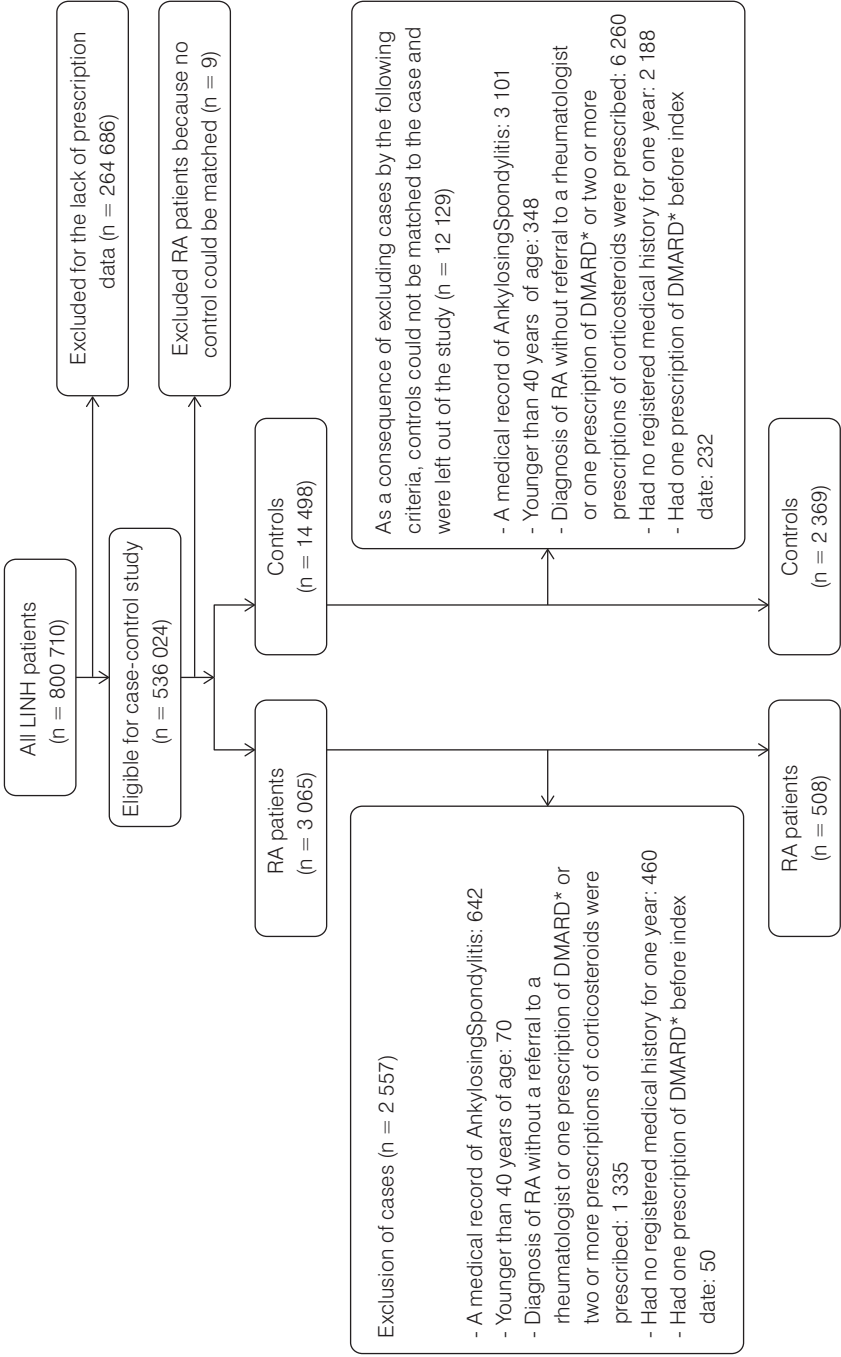 All LINH patients
(n = 800 710)
Excluded for the lack of prescription
data (n = 264 686)
Eligible for case-control study
(n = 536 024)
Excluded RA patients because no
control could be matched (n = 9)
RA patients
(n = 3 065)
Controls
(n = 14 498)
Exclusion of cases (n = 2 557)
- A medical record of AnkylosingSpondylitis: 642
- Younger than 40 years of age: 70
- Diagnosis of RA without a referral to a
rheumatologist or one prescription of DMARD* or
two or more prescriptions of corticosteroids were
prescribed: 1 335
- Had no registered medical history for one year: 460
- Had one prescription of DMARD* before index
date: 50
As a consequence of excluding cases by the following
criteria, controls could not be matched to the case and
were left out of the study (n = 12 129)
- A medical record of AnkylosingSpondylitis: 3 101
- Younger than 40 years of age: 348
- Diagnosis of RA without referral to a rheumatologist
or one prescription of DMARD* or two or more
prescriptions of corticosteroids were prescribed: 6 260
- Had no registered medical history for one year: 2 188
- Had one prescription of DMARD* before index
date: 232
RA patients
(n = 508)
Controls
(n = 2 369)